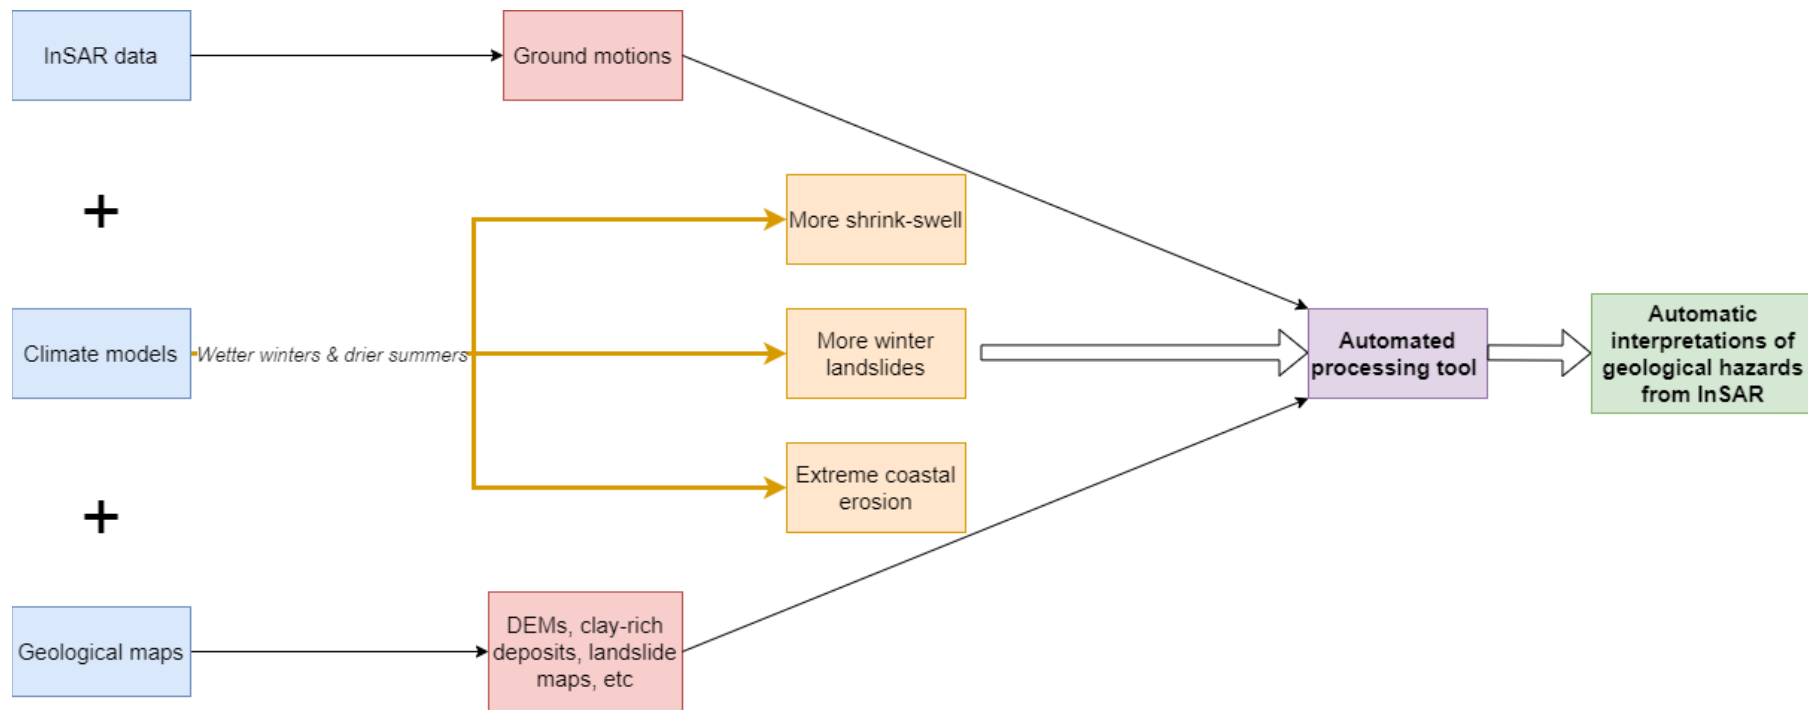 InSAR data
Ground motions
+
More shrink-swell
Climate models
Wetter winters & drier summers
More winter
landslides
Automated
processing tool
Automatic
interpretations of
geological hazards
from InSAR
Extreme coastal
erosion
+
Geological maps
DEMs, clay-rich
deposits, landslide
maps, etc